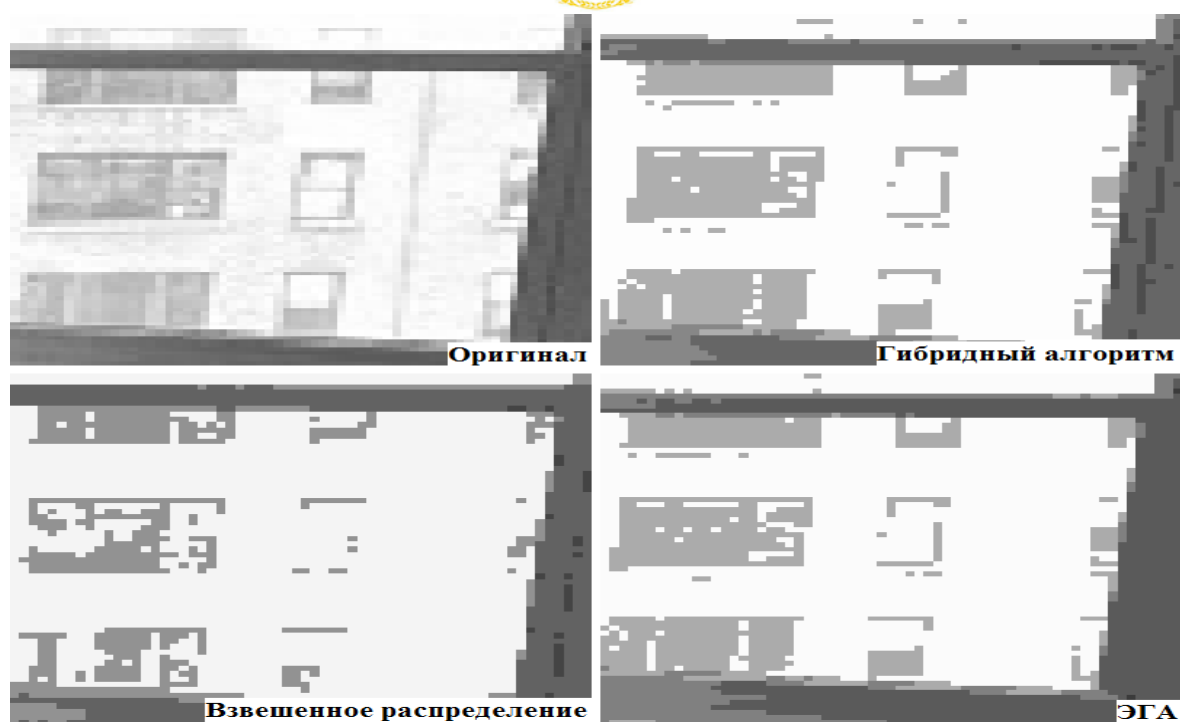 Оригинал
Гибридный алгоритм
Взвешенное распределение
ЭГА